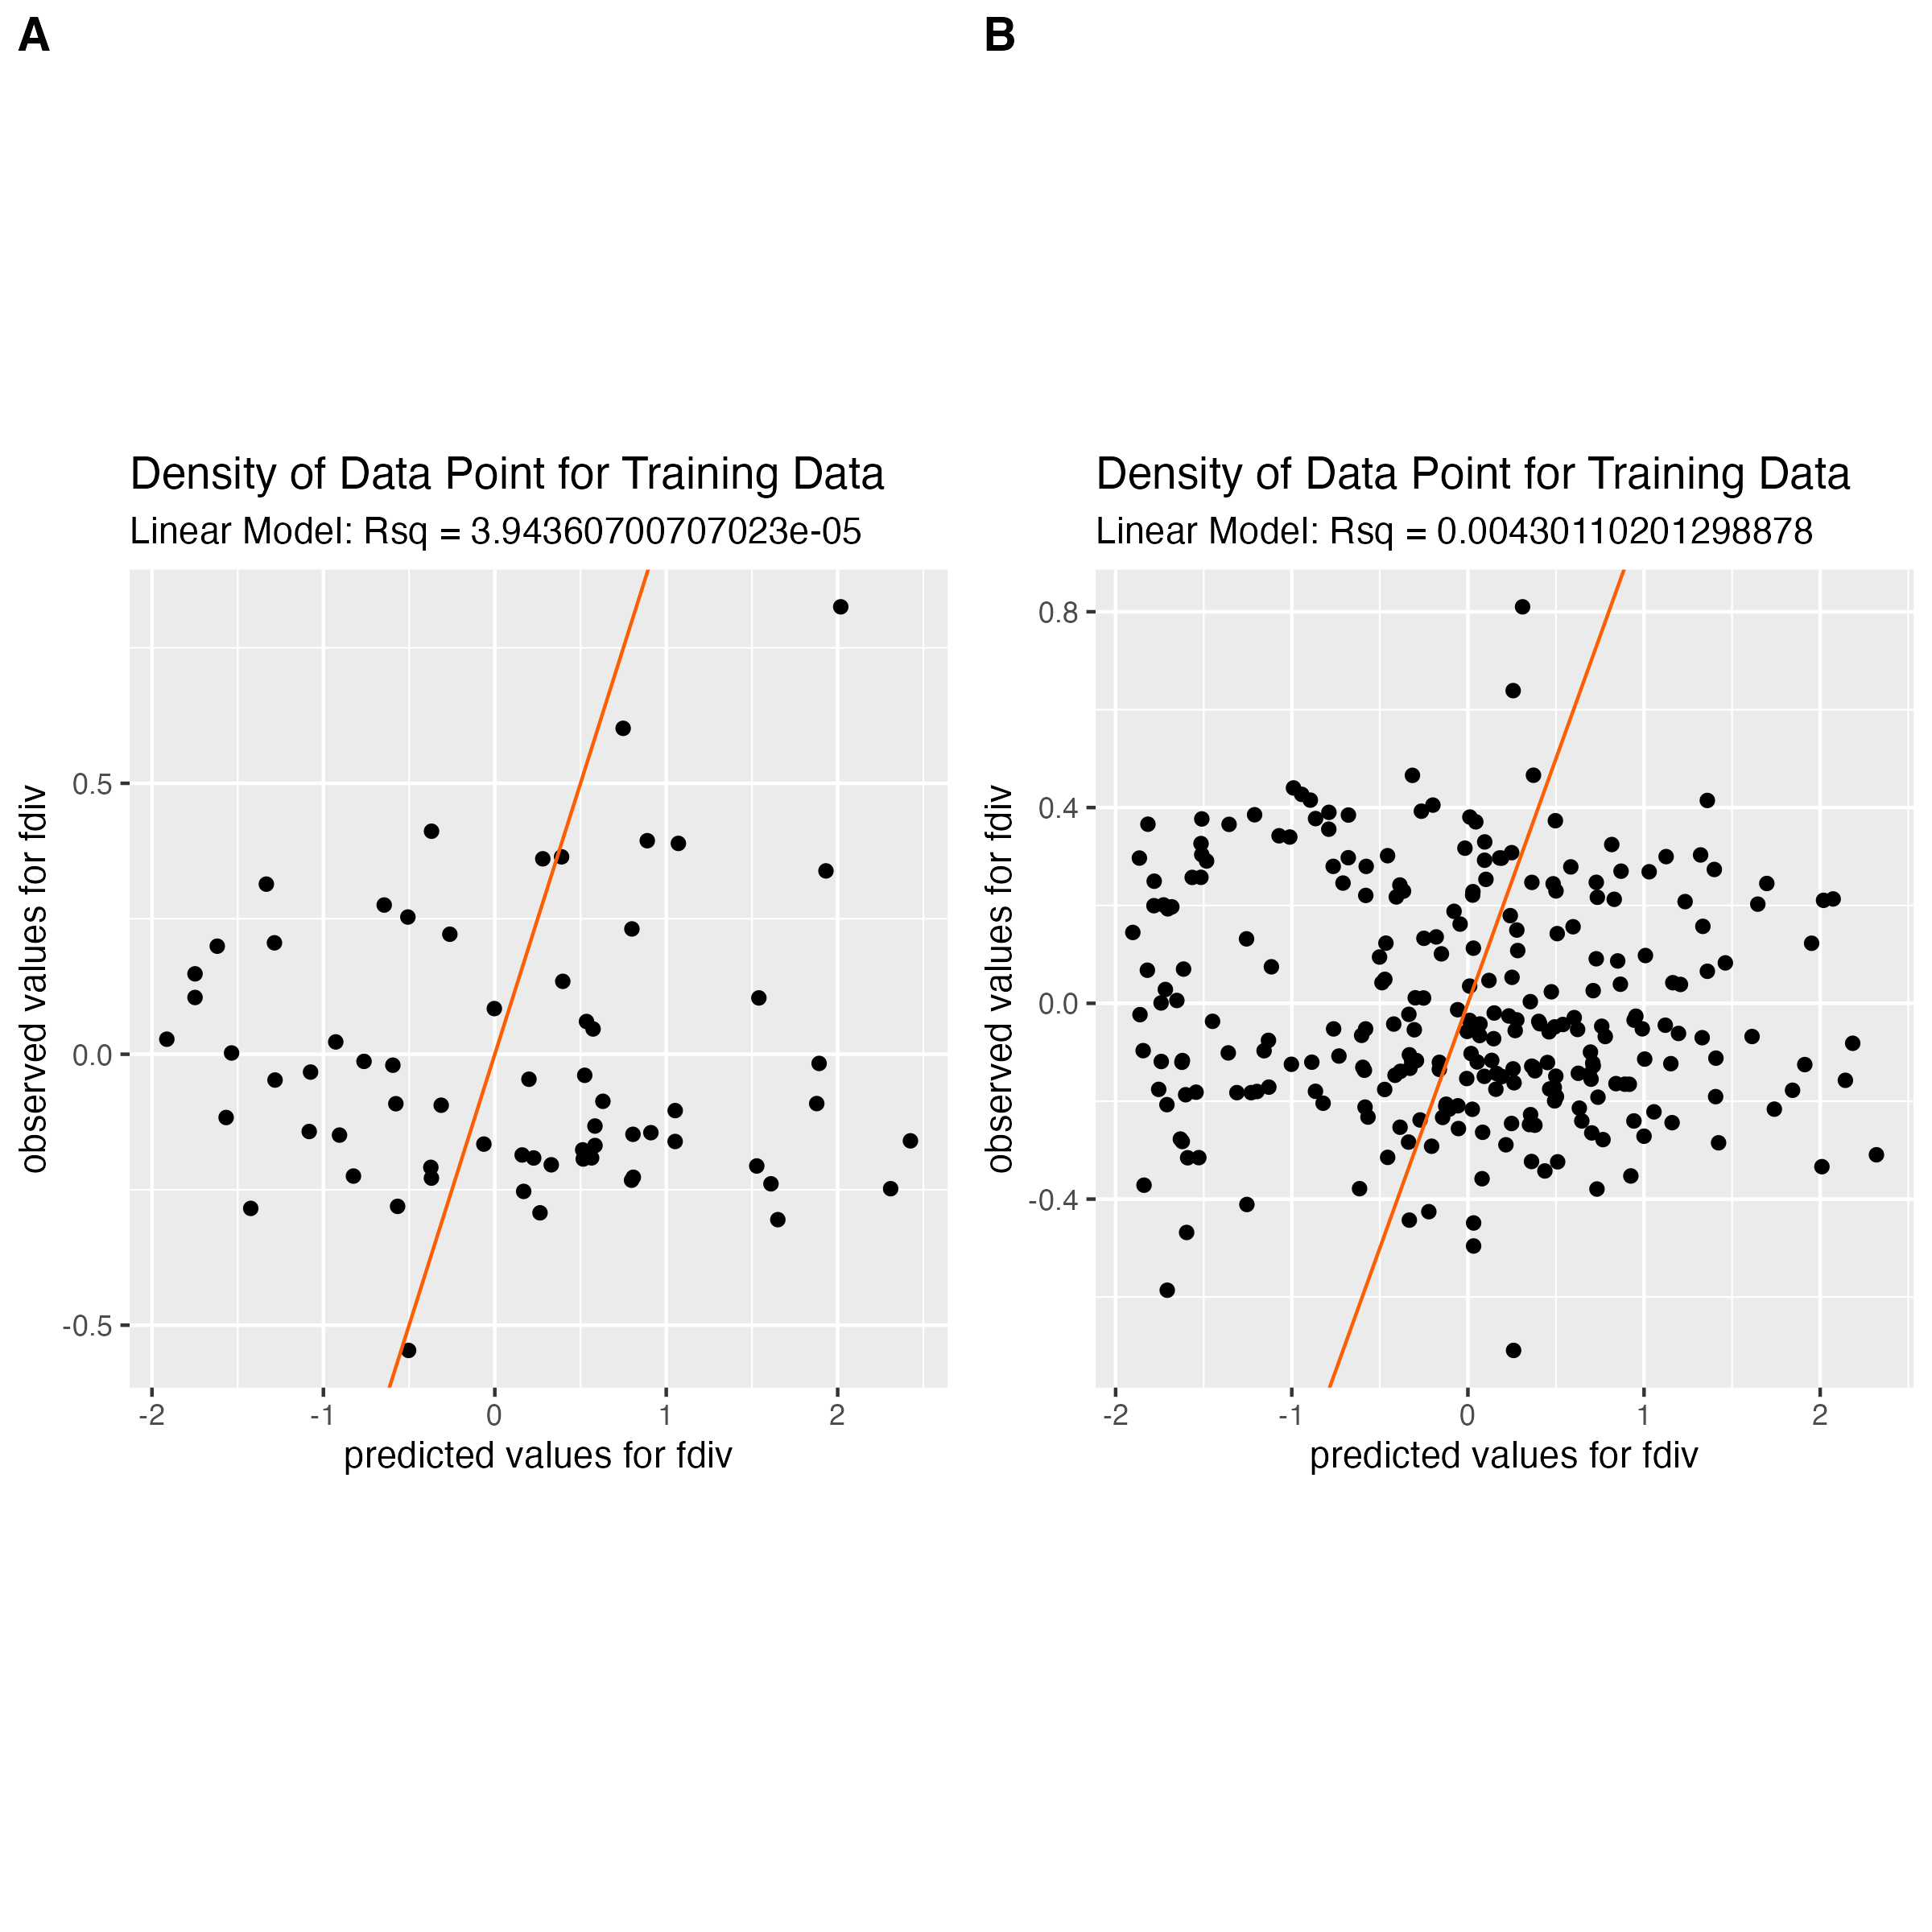 A
Density of Data Point for Training Data
Linear Model: Rsq = 3.94360700707023e-05
observed values for fdiv
0.5
0.0
-0.5
-2 -1 0 1 2
predicted values for fdiv
B
Density of Data Point for Training Data
Linear Model: Rsq = 0.00430110201298878
observed values for fdiv
0.8
0.4
0.0
-0.4
-2 -1 0 1 2
predicted values for fdiv